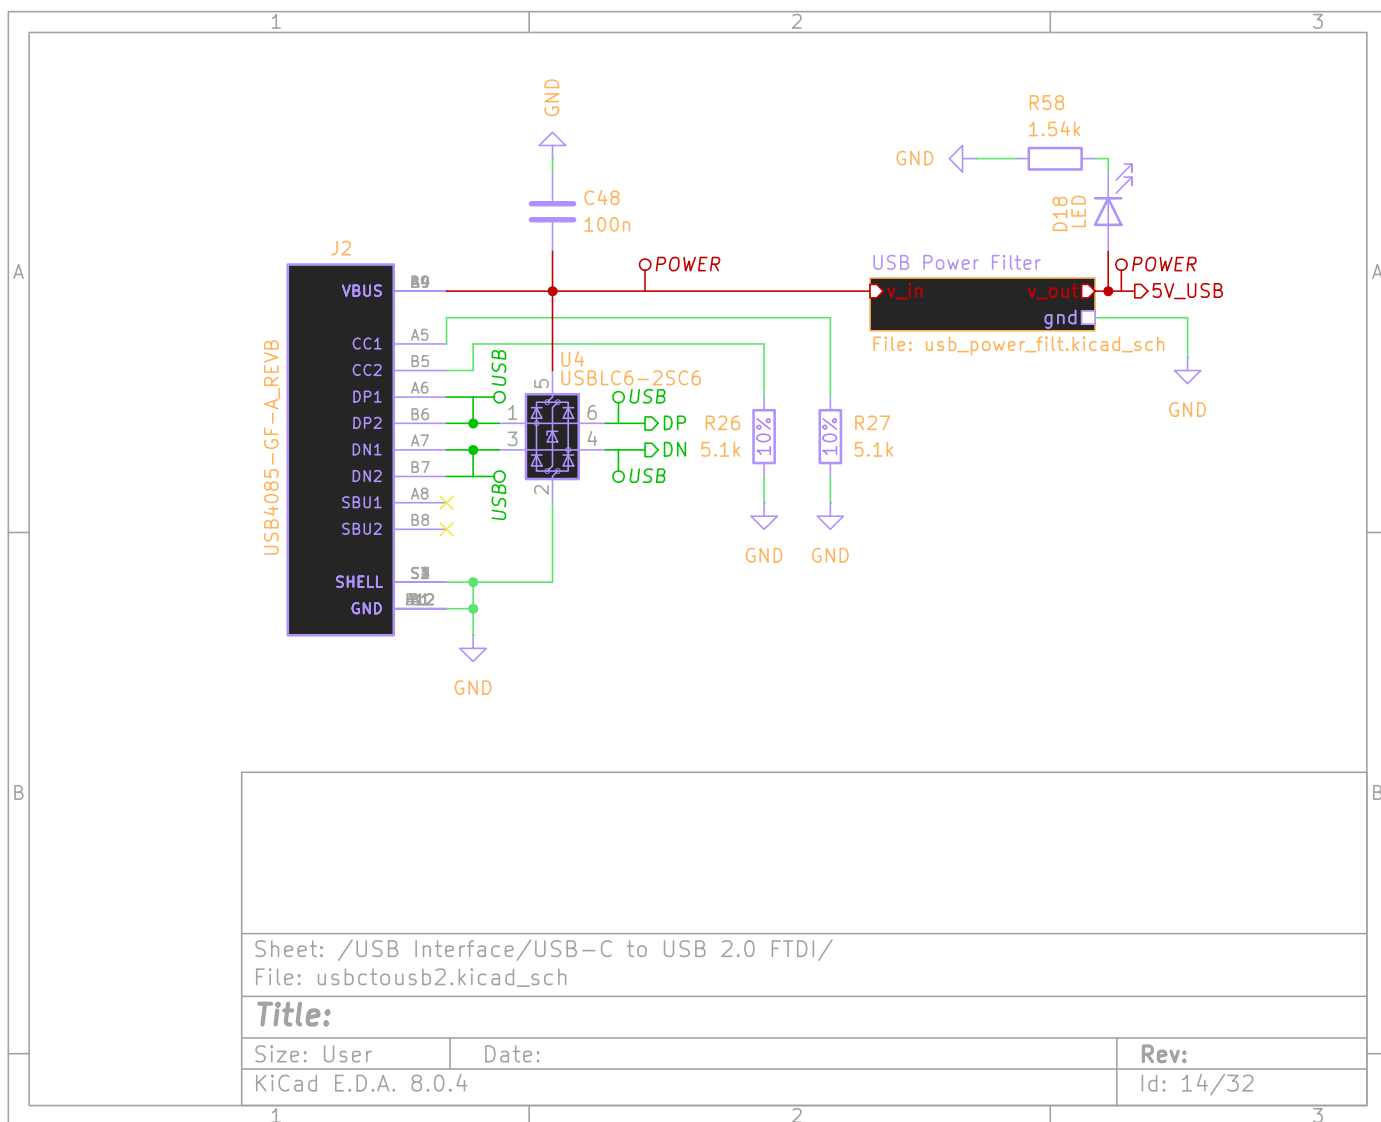 1 2 3
GND
R58
1.54k
GND
C48
100n
D18
LED
J2
A
A
POWER
USB Power Filter
POWER
VBUS
v_in
v_out
5V_USB
gnd
A5
CC1
File: usb_power_filt.kicad_sch
B5
CC2
USB
U4
USBLC6-2SC6
5
A6
DP1
USB
GND
B6
DP2
1
6
DP
R26
5.1k
10%
10%
R27
5.1k
A7
DN1
3
4
DN
B7
DN2
USB
2
USB
A8
SBU1
B8
SBU2
USB4085-GF-A_REVB
GND
GND
SHELL
GND
GND
B
B
Sheet: /USB Interface/USB-C to USB 2.0 FTDI/
File: usbctousb2.kicad_sch
Title:
Size: User
Date:
Rev:
KiCad E.D.A. 8.0.4
Id: 14/32
1 2 3